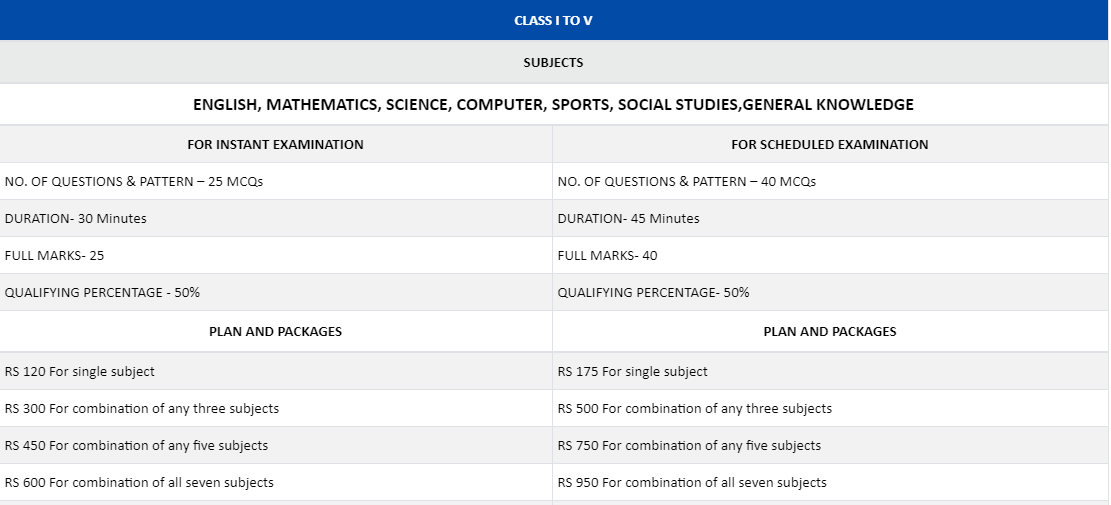 CLASS I TO V
SUBJECTS
ENGLISH, MATHEMATICS, SCIENCE, COMPUTER, SPORTS, SOCIAL STUDIES,GENERAL KNOWLEDGE
FOR INSTANT EXAMINATION
FOR SCHEDULED EXAMINATION
NO. OF QUESTIONS & PATTERN – 25 MCQs
NO. OF QUESTIONS & PATTERN – 40 MCQs
DURATION- 30 Minutes
DURATION- 45 Minutes
FULL MARKS- 25
FULL MARKS- 40
QUALIFYING PERCENTAGE - 50%
QUALIFYING PERCENTAGE- 50%
PLAN AND PACKAGES
PLAN AND PACKAGES
RS 120 For single subject
RS 175 For single subject
RS 300 For combination of any three subjects
RS 500 For combination of any three subjects
RS 450 For combination of any five subjects
RS 750 For combination of any five subjects
RS 600 For combination of all seven subjects
RS 950 For combination of all seven subjects